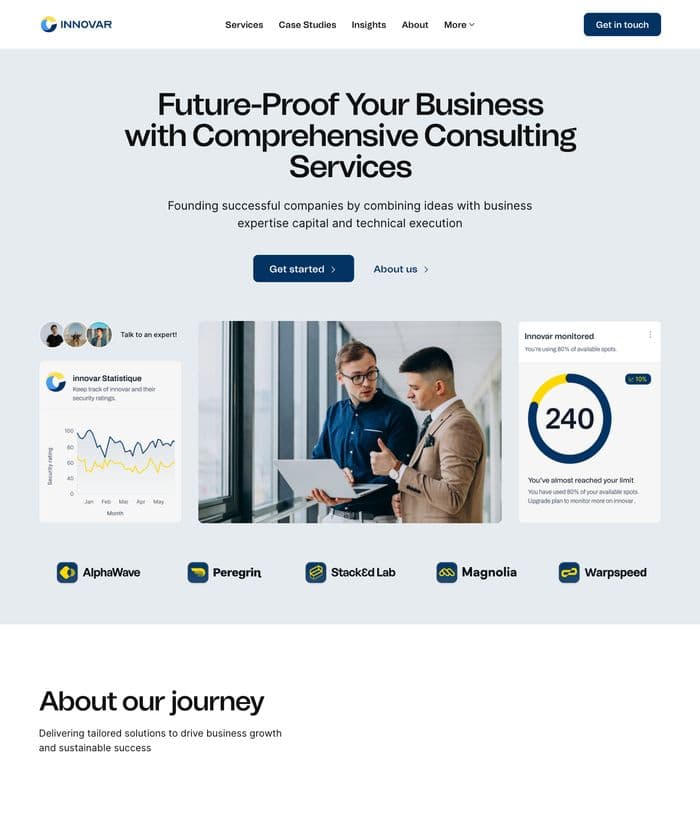 INNOVAR
Services
Case Studies
Insights
About
More
Get in touch
Future-Proof Your Business
with Comprehensive Consulting
Services
Founding successful companies by combining ideas with business
expertise capital and technical execution
Get started
About us
Talk to an expert!
innovar Statistique
Keep track of innovar and their
security ratings.
Security rating
100
80
60
40
0
Jan
Feb
Mar
Apr
May
Month
Innovar monitored
You're using 80% of available spots.
10%
240
You've almost reached your limit
You have used 80% of your available spots.
Upgrade plan to monitor more on innovar.
AlphaWave
Peregrin
Stack&d Lab
Magnolia
Warpspeed
About our journey
Delivering tailored solutions to drive business growth
and sustainable success